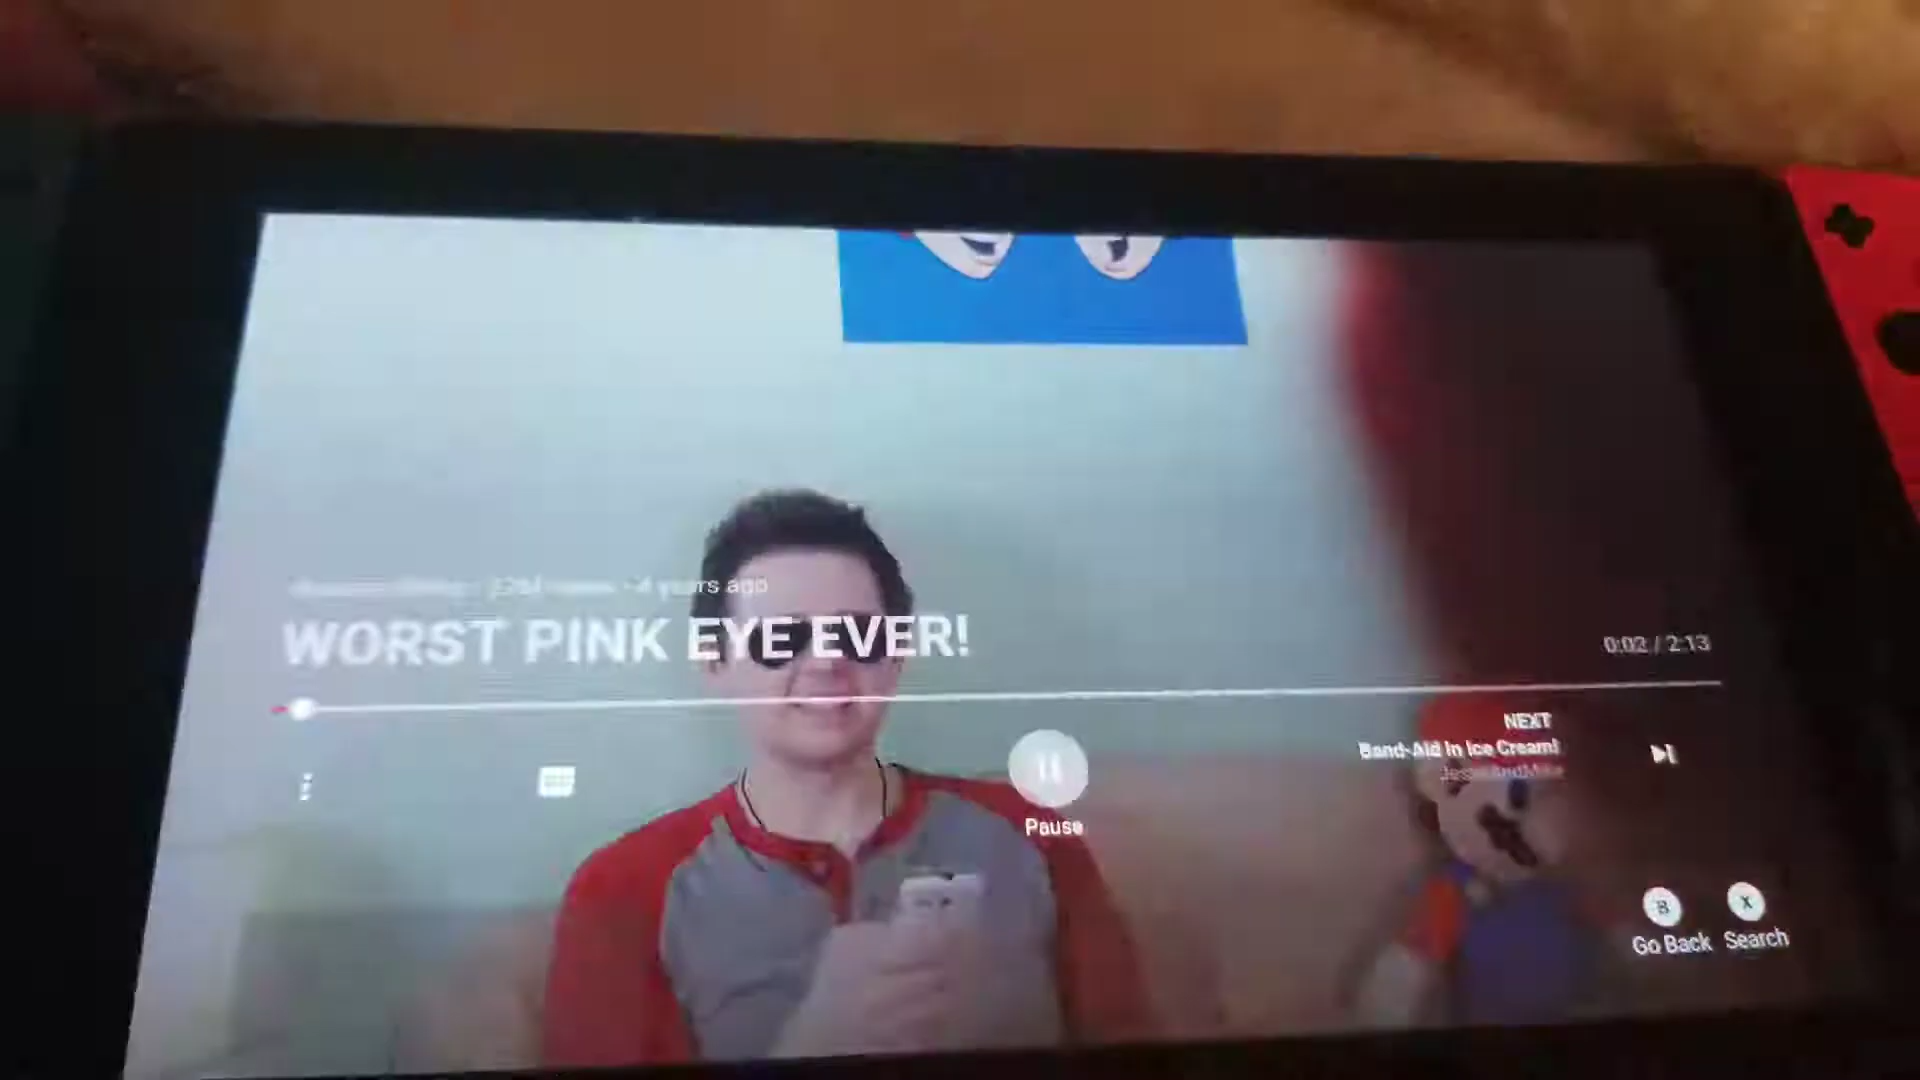 4 years ago
WORST PINK EYE EVER!
0:02 / 2:13
NEXT
Band-Aid In Ice Cream!
Pause
B
X
Go Back
Search